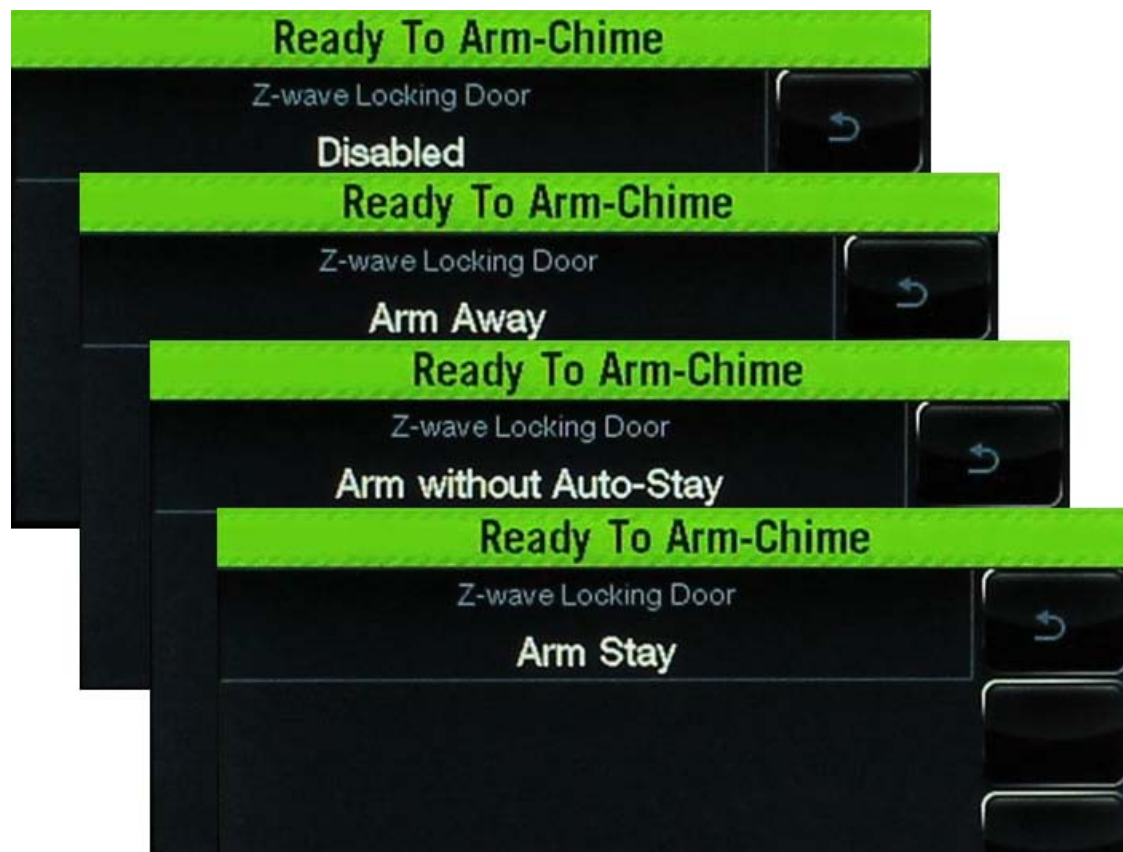 Ready To Arm-Chime
Z-wave Locking Door
Disabled
Ready To Arm-Chime
Z-wave Locking Door
Arm Away
Ready To Arm-Chime
Z-wave Locking Door
Arm without Auto-Stay
Ready To Arm-Chime
Z-wave Locking Door
Arm Stay